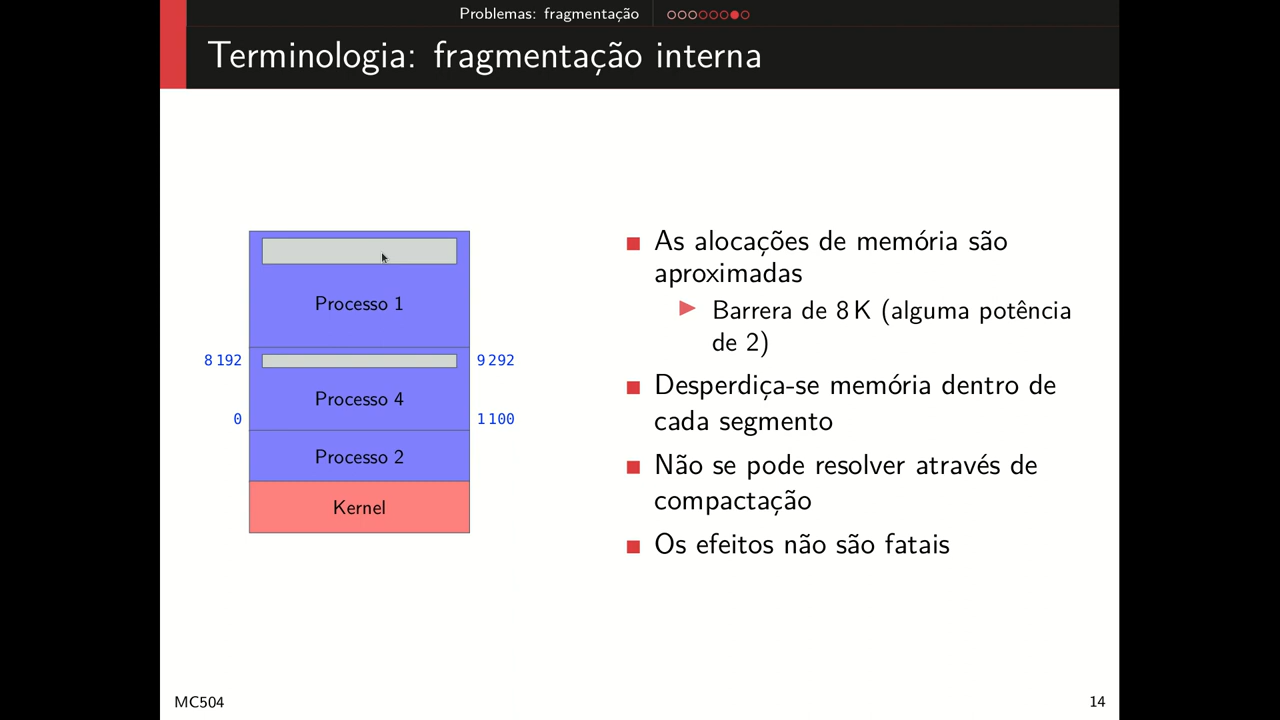 Problemas: fragmentação
Terminologia: fragmentação interna
Processo 1
8 192
9 292
Processo 4
0
1 100
Processo 2
Kernel
As alocações de memória são
aproximadas
Barrera de 8 K (alguma potência
de 2)
Desperdiça-se memória dentro de
cada segmento
Não se pode resolver através de
compactação
Os efeitos não são fatais
MC504
14